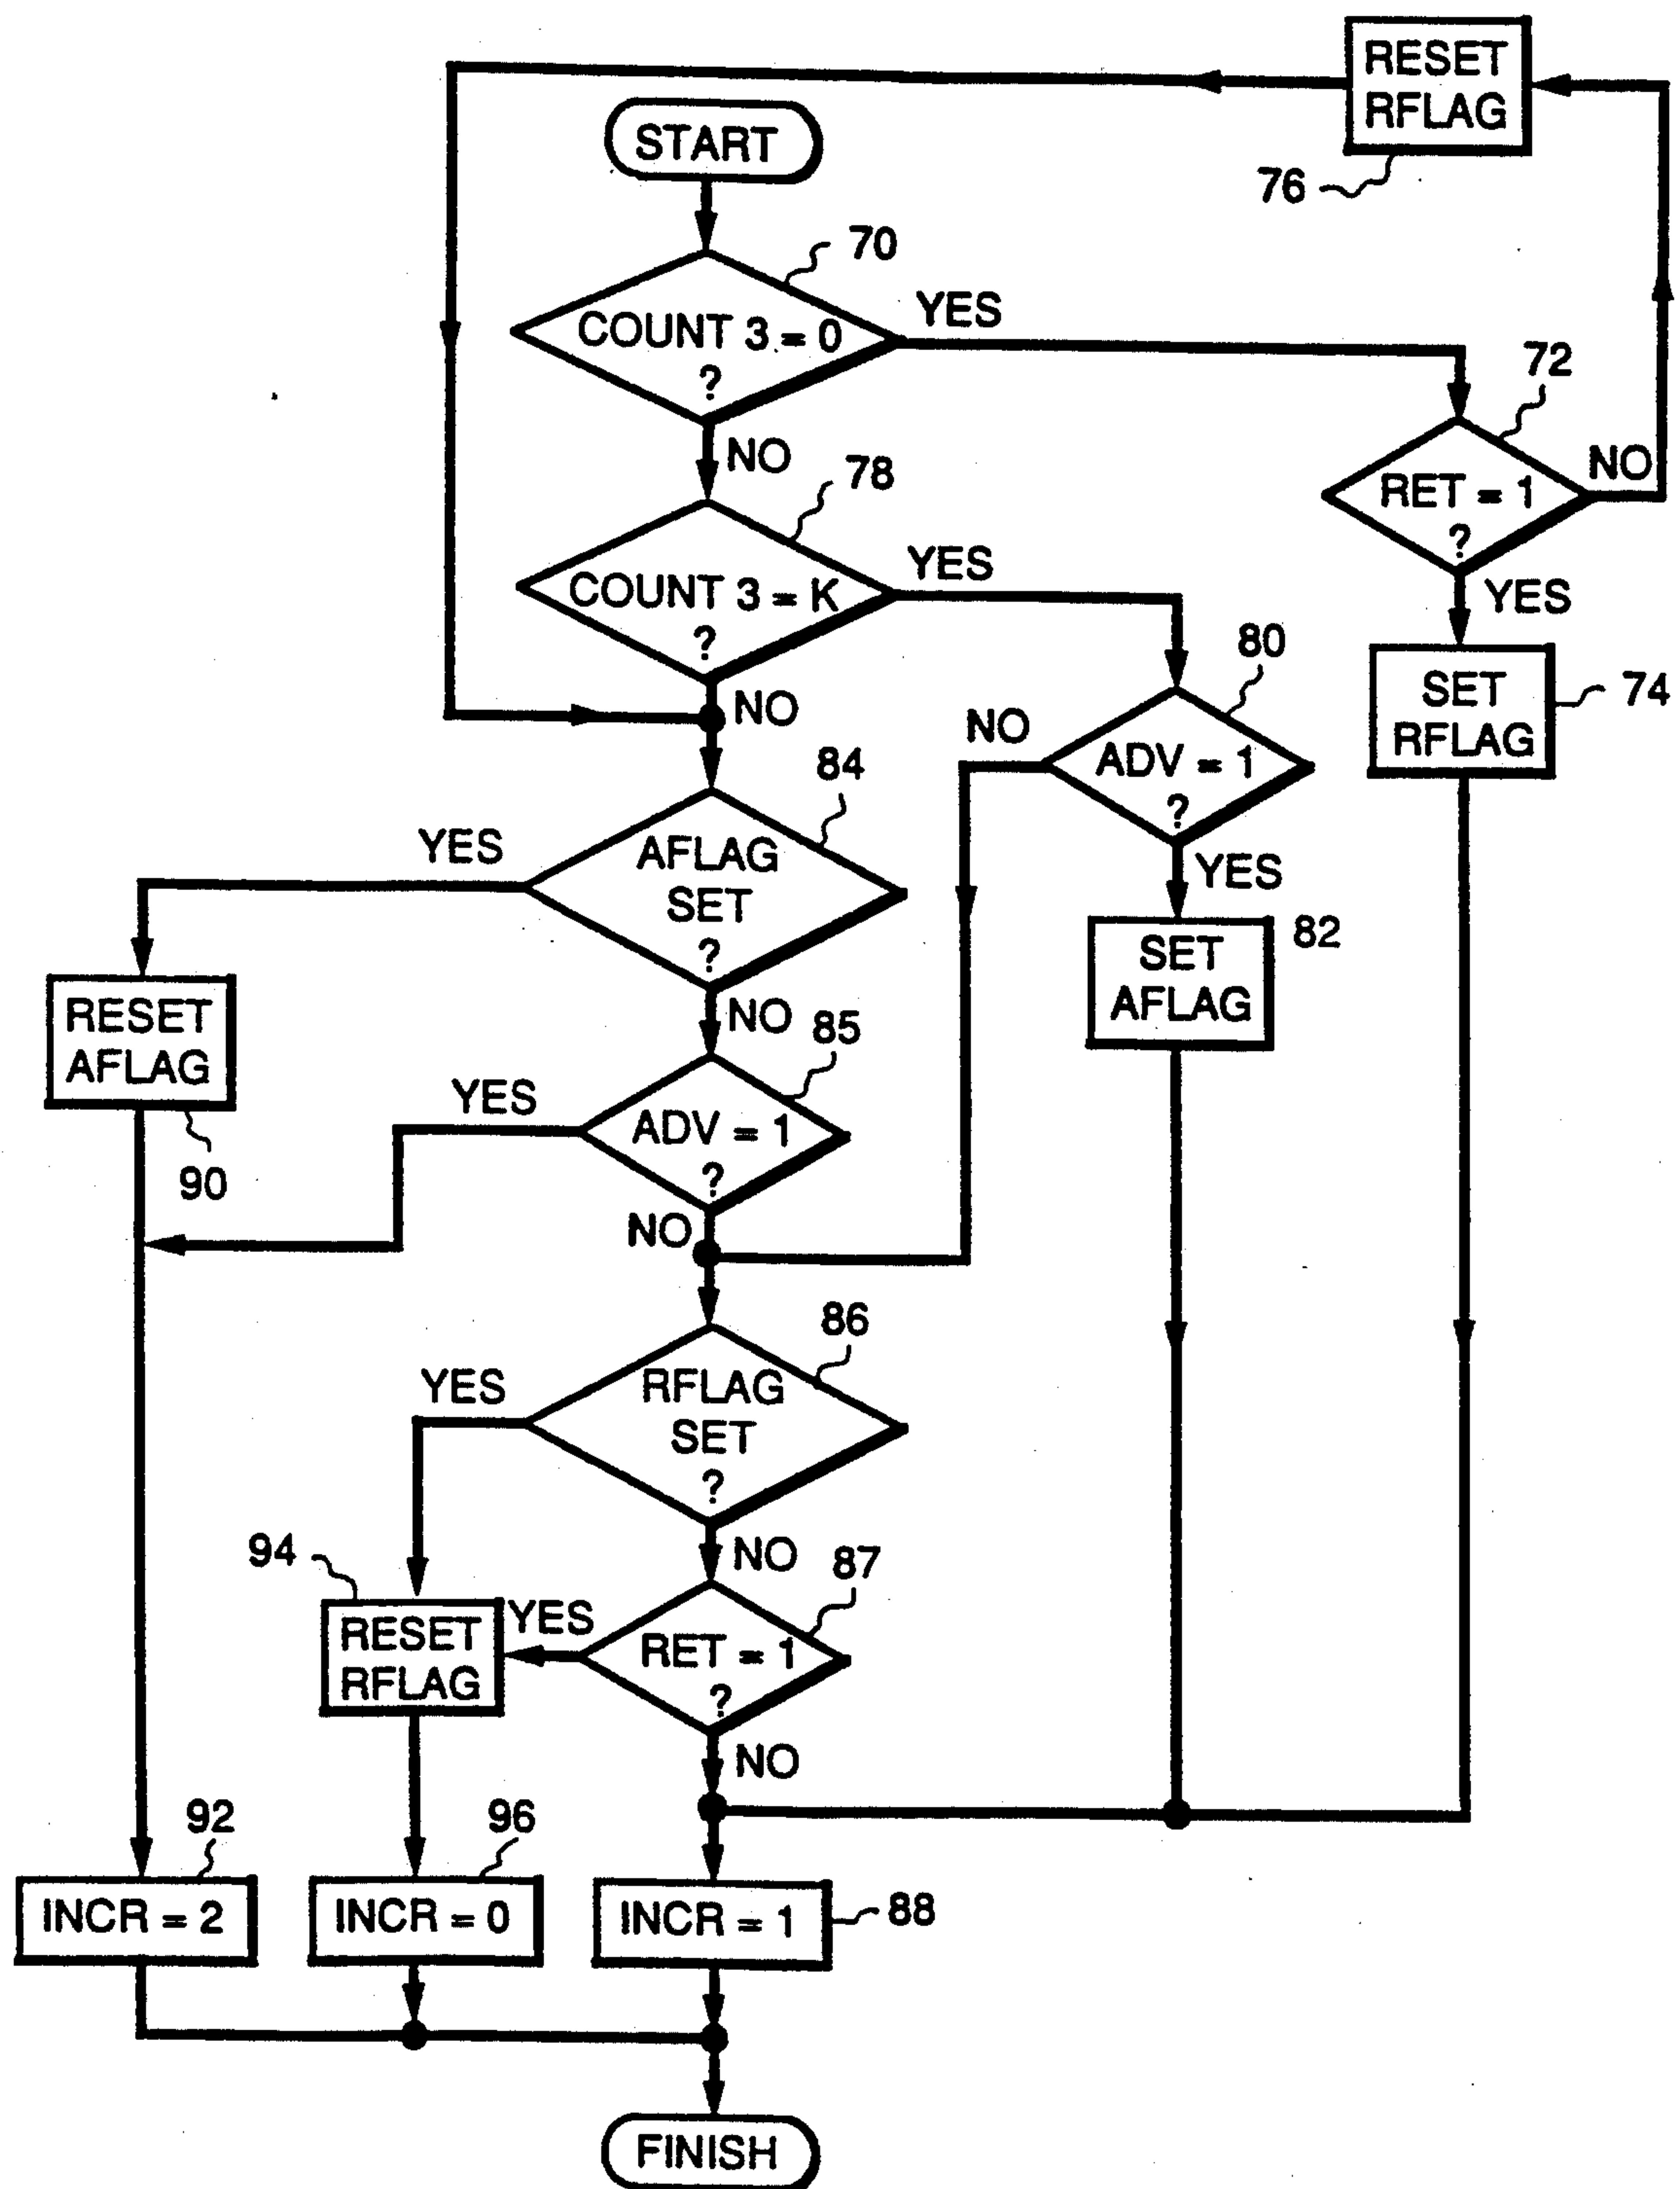 RESET
RFLAG
76
START
70
COUNT 3 = 0
?
YES
NO
72
RET = 1
?
NO
YES
78
COUNT 3 = K
?
YES
NO
80
ADV = 1
?
NO
YES
SET
RFLAG
74
84
AFLAG
SET
?
YES
NO
SET
AFLAG
82
RESET
AFLAG
90
85
ADV = 1
?
YES
NO
86
RFLAG
SET
?
YES
NO
94
RESET
RFLAG
87
RET = 1
?
YES
NO
92
INCR = 2
96
INCR = 0
INCR = 1
88
FINISH